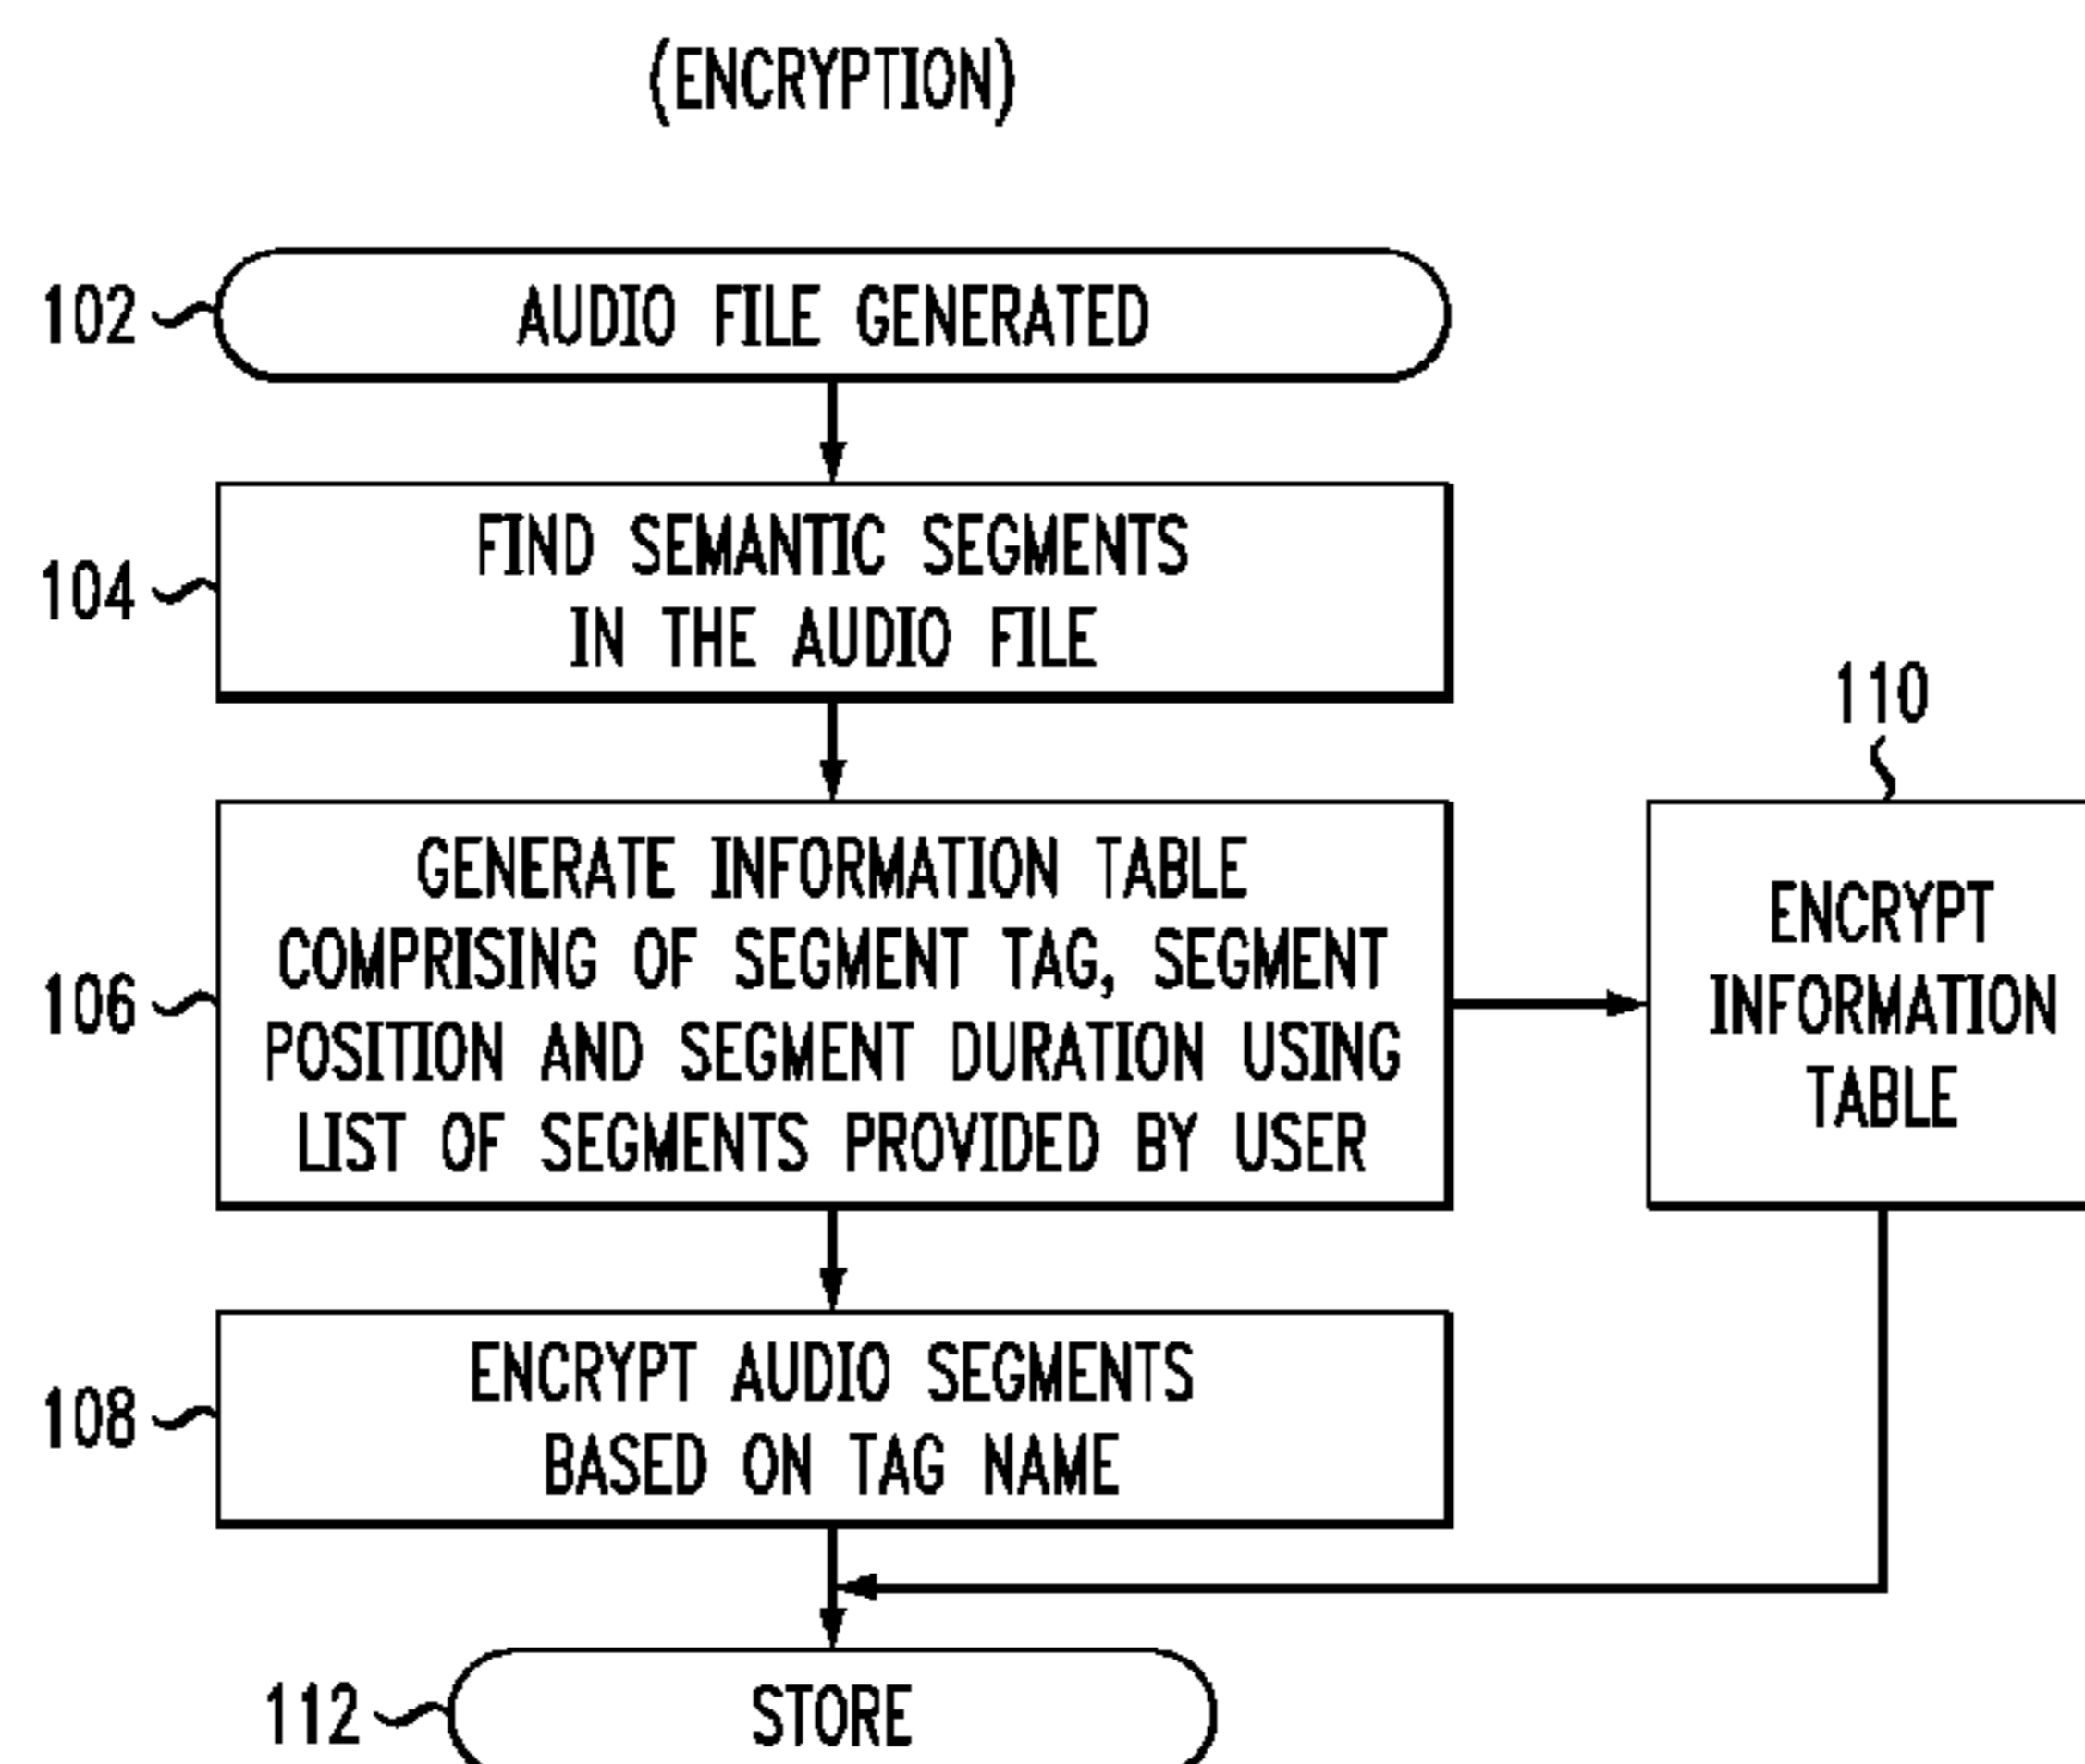 (ENCRYPTION)
102
AUDIO FILE GENERATED
104
FIND SEMANTIC SEGMENTS
IN THE AUDIO FILE
106
GENERATE INFORMATION TABLE
COMPRISING OF SEGMENT TAG, SEGMENT
POSITION AND SEGMENT DURATION USING
LIST OF SEGMENTS PROVIDED BY USER
110
ENCRYPT
INFORMATION
TABLE
108
ENCRYPT AUDIO SEGMENTS
BASED ON TAG NAME
112
STORE